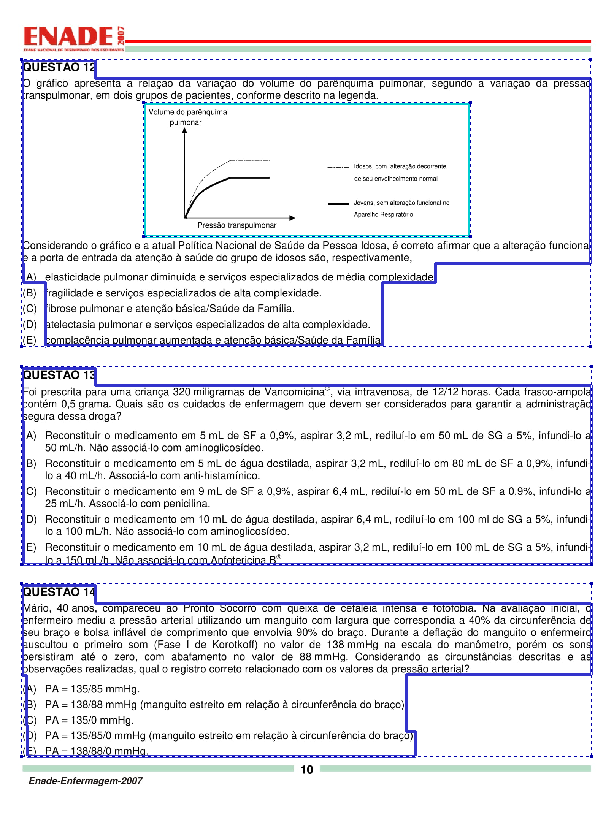 ENADE 2007
EXAME NACIONAL DE DESEMPENHO DOS ESTUDANTES
QUESTÃO 12
O gráfico apresenta a relação da variação do volume do parênquima pulmonar, segundo a variação da pressão
transpulmonar, em dois grupos de pacientes, conforme descrito na legenda.
Volume do parênquima
pulmonar
Idosos, com alteração decorrente
de seu envelhecimento normal
Jovens, sem alteração funcional no
Aparelho Respiratório
Pressão transpulmonar
Considerando o gráfico e a atual Política Nacional de Saúde da Pessoa Idosa, é correto afirmar que a alteração funcional
e a porta de entrada da atenção à saúde do grupo de idosos são, respectivamente,
(A) elasticidade pulmonar diminuída e serviços especializados de média complexidade.
(B) fragilidade e serviços especializados de alta complexidade.
(C) fibrose pulmonar e atenção básica/Saúde da Família.
(D) atelectasia pulmonar e serviços especializados de alta complexidade.
(E) complacência pulmonar aumentada e atenção básica/Saúde da Família.
QUESTÃO 13
Foi prescrita para uma criança 320 miligramas de Vancomicina®, via intravenosa, de 12/12 horas. Cada frasco-ampola
contém 0,5 grama. Quais são os cuidados de enfermagem que devem ser considerados para garantir a administração
segura dessa droga?
(A) Reconstituir o medicamento em 5 mL de SF a 0,9%, aspirar 3,2 mL, rediluí-lo em 50 mL de SG a 5%, infundi-lo a
50 mL/h. Não associá-lo com aminoglicosídeo.
(B) Reconstituir o medicamento em 5 mL de água destilada, aspirar 3,2 mL, rediluí-lo em 80 mL de SF a 0,9%, infundi-
lo a 40 mL/h. Associá-lo com anti-histamínico.
(C) Reconstituir o medicamento em 9 mL de SF a 0,9%, aspirar 6,4 mL, rediluí-lo em 50 mL de SF a 0,9%, infundi-lo a
25 mL/h. Associá-lo com penicilina.
(D) Reconstituir o medicamento em 10 mL de água destilada, aspirar 6,4 mL, rediluí-lo em 100 ml de SG a 5%, infundi-
lo a 100 mL/h. Não associá-lo com aminoglicosídeo.
(E) Reconstituir o medicamento em 10 mL de água destilada, aspirar 3,2 mL, rediluí-lo em 100 mL de SG a 5%, infundi-
lo a 150 mL/h. Não associá-lo com Anfotericina B®.
QUESTÃO 14
Mário, 40 anos, compareceu ao Pronto Socorro com queixa de cefaléia intensa e fotofobia. Na avaliação inicial, o
enfermeiro mediu a pressão arterial utilizando um manguito com largura que correspondia a 40% da circunferência de
seu braço e bolsa inflável de comprimento que envolvia 90% do braço. Durante a deflação do manguito o enfermeiro
auscultou o primeiro som (Fase I de Korotkoff) no valor de 138 mmHg na escala do manômetro, porém os sons
persistiram até o zero, com abafamento no valor de 88 mmHg. Considerando as circunstâncias descritas e as
observações realizadas, qual o registro correto relacionado com os valores da pressão arterial?
(A) PA = 135/85 mmHg.
(B) PA = 138/88 mmHg (manguito estreito em relação à circunferência do braço).
(C) PA = 135/0 mmHg.
(D) PA = 135/85/0 mmHg (manguito estreito em relação à circunferência do braço).
(E) PA = 138/88/0 mmHg.
10
Enade-Enfermagem-2007